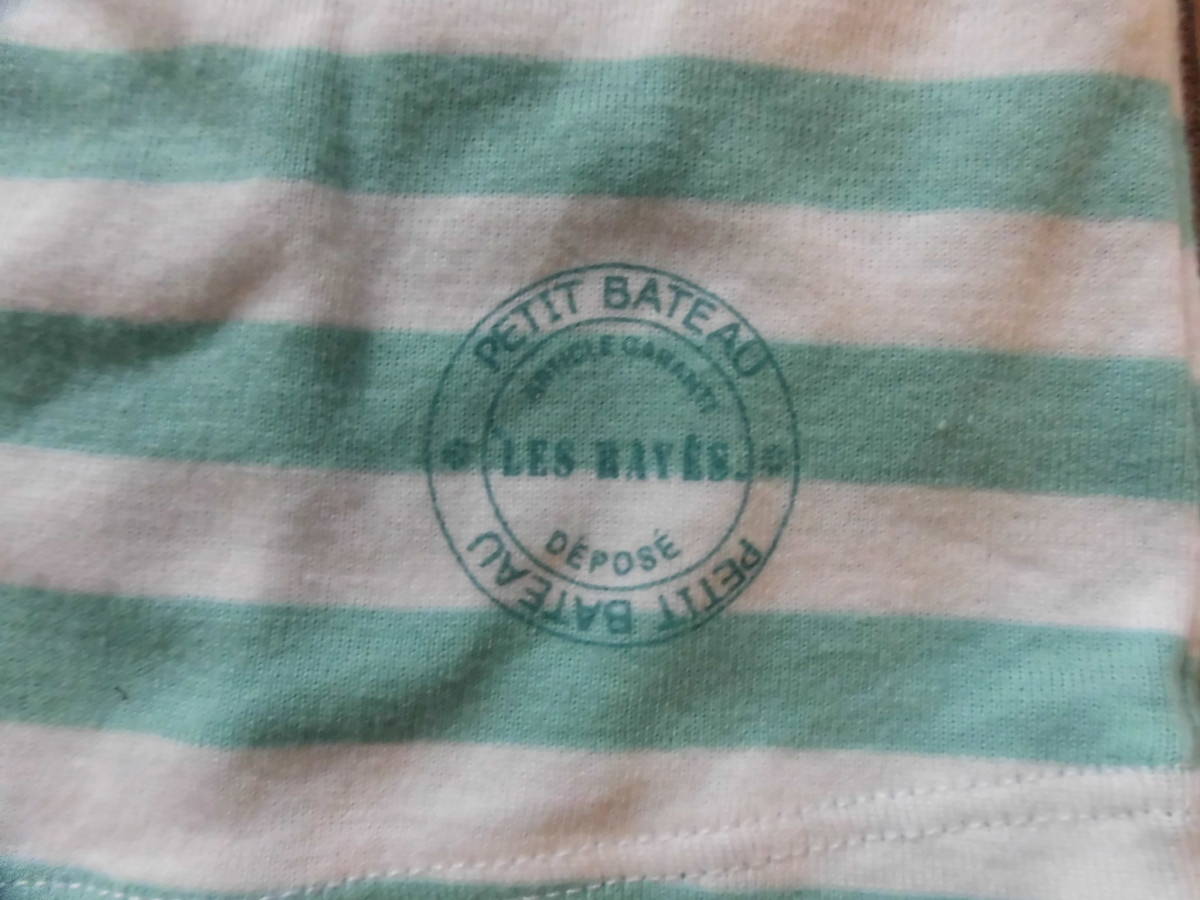 PETIT BATEAU
ARTICLE GARANTI
LES RAYÉS
DÉPOSÉ
PETIT BATEAU